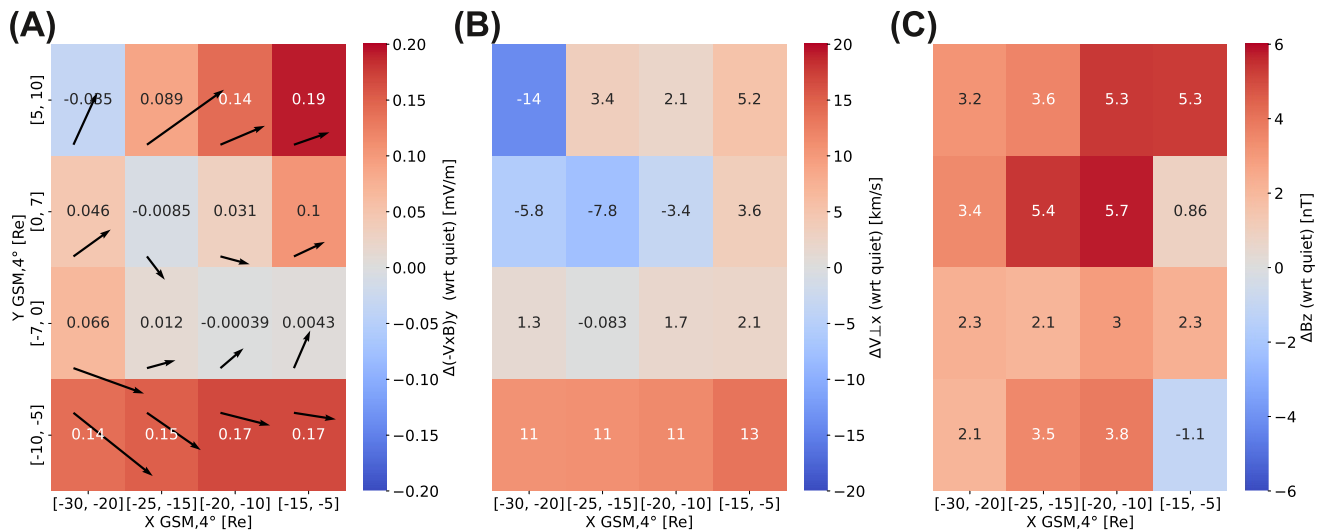 (A)
Y GSM,4° [Re]
[5, 10]
[0, 7]
[-7, 0]
[-10, -5]
-0.035 0.089 0.14 0.19
0.046 -0.0085 0.031 0.1
0.066 0.012 -0.00039 0.0043
0.14 0.15 0.17 0.17
[-30, -20] [-25, -15] [-20, -10] [-15, -5]
X GSM,4° [Re]
0.20
0.15
0.10
0.05
0.00
−0.05
−0.10
−0.15
−0.20
Δ(-VxB)y (wrt quiet) [mV/m]
(B)
-14 3.4 2.1 5.2
-5.8 -7.8 -3.4 3.6
1.3 -0.083 1.7 2.1
11 11 11 13
[-30, -20] [-25, -15] [-20, -10] [-15, -5]
X GSM,4° [Re]
20
15
10
5
0
−5
−10
−15
−20
ΔV⊥x (wrt quiet) [km/s]
(C)
3.2 3.6 5.3 5.3
3.4 5.4 5.7 0.86
2.3 2.1 3 2.3
2.1 3.5 3.8 -1.1
[-30, -20] [-25, -15] [-20, -10] [-15, -5]
X GSM,4° [Re]
6
4
2
0
−2
−4
−6
ΔBz (wrt quiet) [nT]